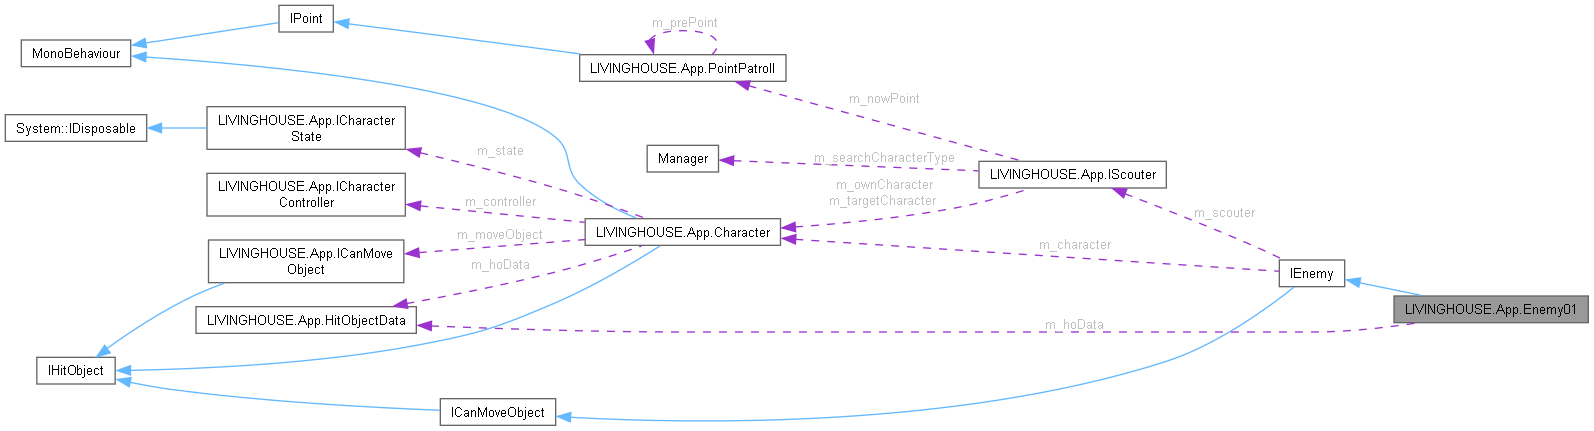 IPoint
m_prePoint
MonoBehaviour
LIVINGHOUSE.App.PointPatroll
m_nowPoint
LIVINGHOUSE.App.ICharacter
State
System::IDisposable
m_state
Manager
m_searchCharacterType
LIVINGHOUSE.App.IScouter
LIVINGHOUSE.App.ICharacter
Controller
m_controller
m_ownCharacter
m_targetCharacter
m_scouter
LIVINGHOUSE.App.Character
m_moveObject
m_character
LIVINGHOUSE.App.ICanMove
Object
m_hoData
IEnemy
LIVINGHOUSE.App.Enemy01
LIVINGHOUSE.App.HitObjectData
m_hoData
IHitObject
ICanMoveObject